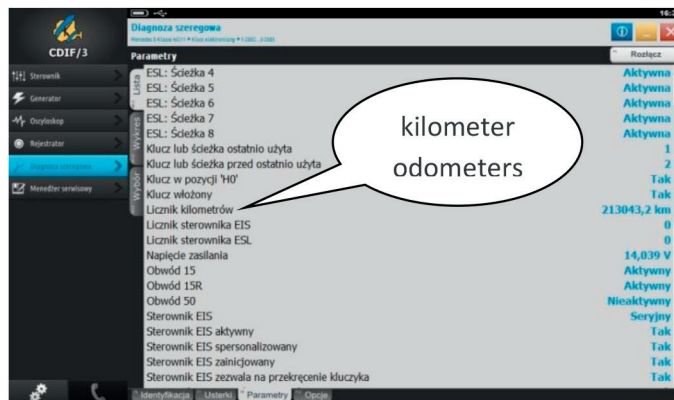 16:3
CDIF/3
Diagnoza szeregowa
Parametry
Rozłącz
Sterownik
Generator
Oscyloskop
Rejestrator
Diagnoza szeregowa
Menedżer serwisowy
Lista
Wykres
Wybór
ESL: Ścieżka 4 Aktywna
ESL: Ścieżka 5 Aktywna
ESL: Ścieżka 6 Aktywna
ESL: Ścieżka 7 Aktywna
ESL: Ścieżka 8 Aktywna
Klucz lub ścieżka ostatnio użyta 1
Klucz lub ścieżka przed ostatnio użyta 2
Klucz w pozycji 'H0' Tak
Klucz włożony Tak
Licznik kilometrów 213043,2 km
Licznik sterownika EIS 0
Licznik sterownika ESL 0
Napięcie zasilania 14,039 V
Obwód 15 Aktywny
Obwód 15R Aktywny
Obwód 50 Nieaktywny
Sterownik EIS Seryjny
Sterownik EIS aktywny Tak
Sterownik EIS spersonalizowany Tak
Sterownik EIS zainicjowany Tak
Sterownik EIS zezwala na przekręcenie kluczyka Tak
kilometer
odometers
Identyfikacja Usterki Parametry Opcje